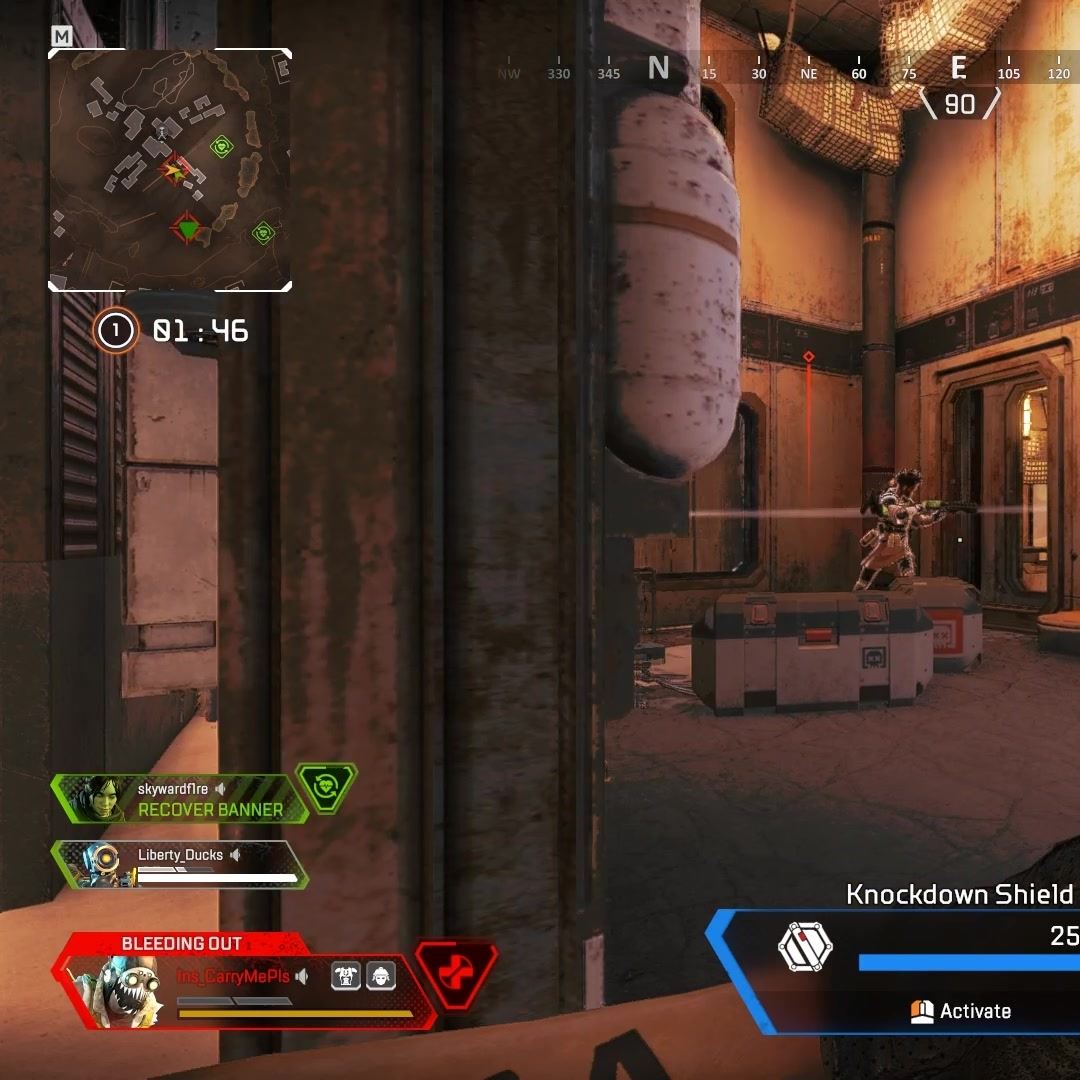 M
NW 330 345 N 15 30 NE 60 75 E 105 120
90
1 01:46
skywardf1re
RECOVER BANNER
Liberty_Ducks
BLEEDING OUT
Ins_CarryMePls
Knockdown Shield
25
Activate